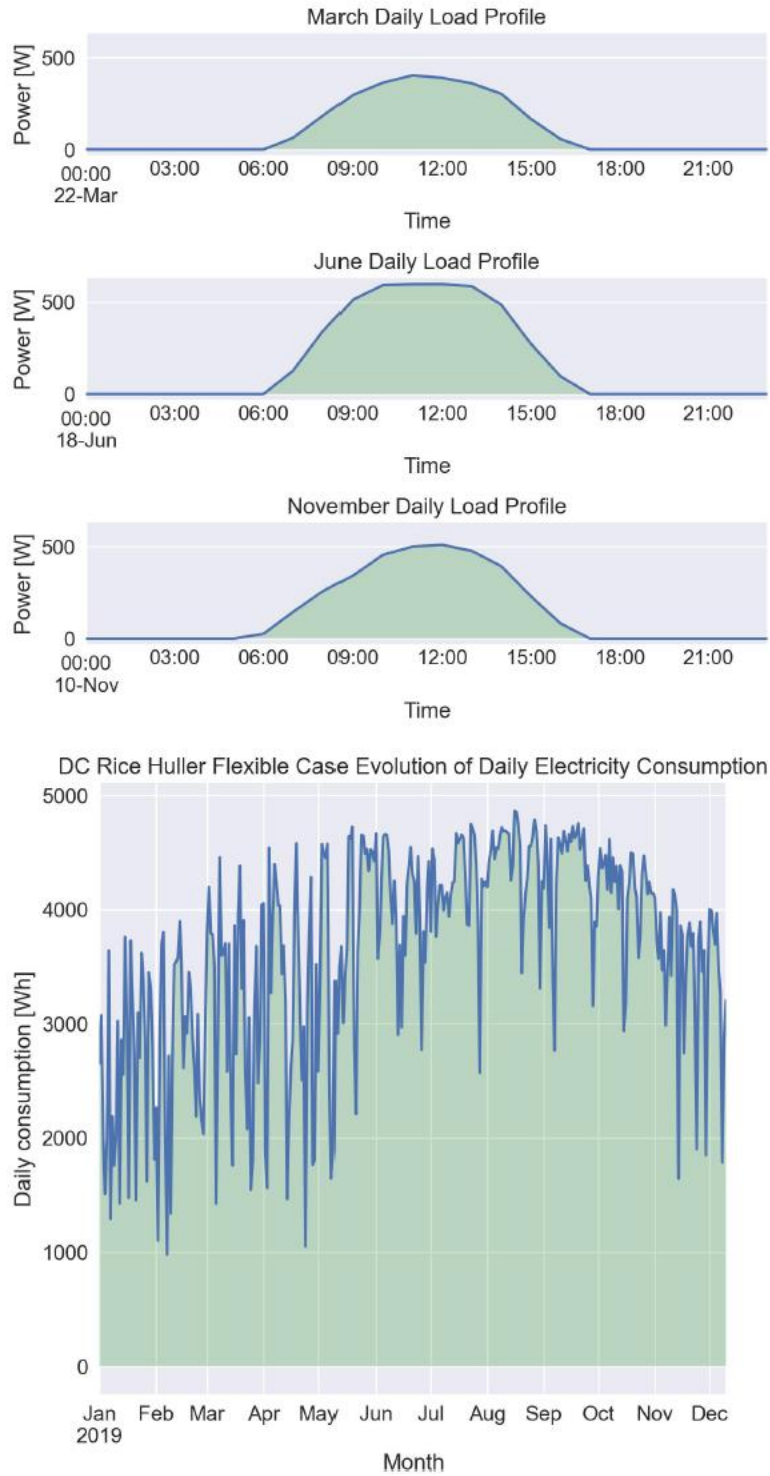 March Daily Load Profile
Power [W]
500
0
00:00 03:00 06:00 09:00 12:00 15:00 18:00 21:00
22-Mar
Time
June Daily Load Profile
Power [W]
500
0
00:00 03:00 06:00 09:00 12:00 15:00 18:00 21:00
18-Jun
Time
November Daily Load Profile
Power [W]
500
0
00:00 03:00 06:00 09:00 12:00 15:00 18:00 21:00
10-Nov
Time
DC Rice Huller Flexible Case Evolution of Daily Electricity Consumption
Daily consumption [Wh]
5000
4000
3000
2000
1000
0
Jan Feb Mar Apr May Jun Jul Aug Sep Oct Nov Dec
2019
Month